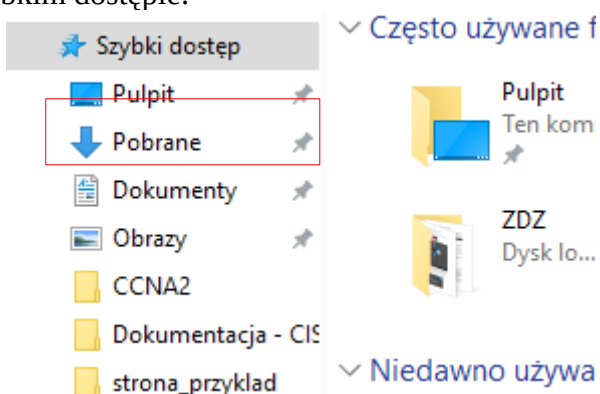 Szybki dostęp
Pulpit
Pobrane
Dokumenty
Obrazy
CCNA2
Dokumentacja - CIS
strona_przyklad
Często używane f
Pulpit
Ten kom
ZDZ
Dysk lo...
Niedawno używa